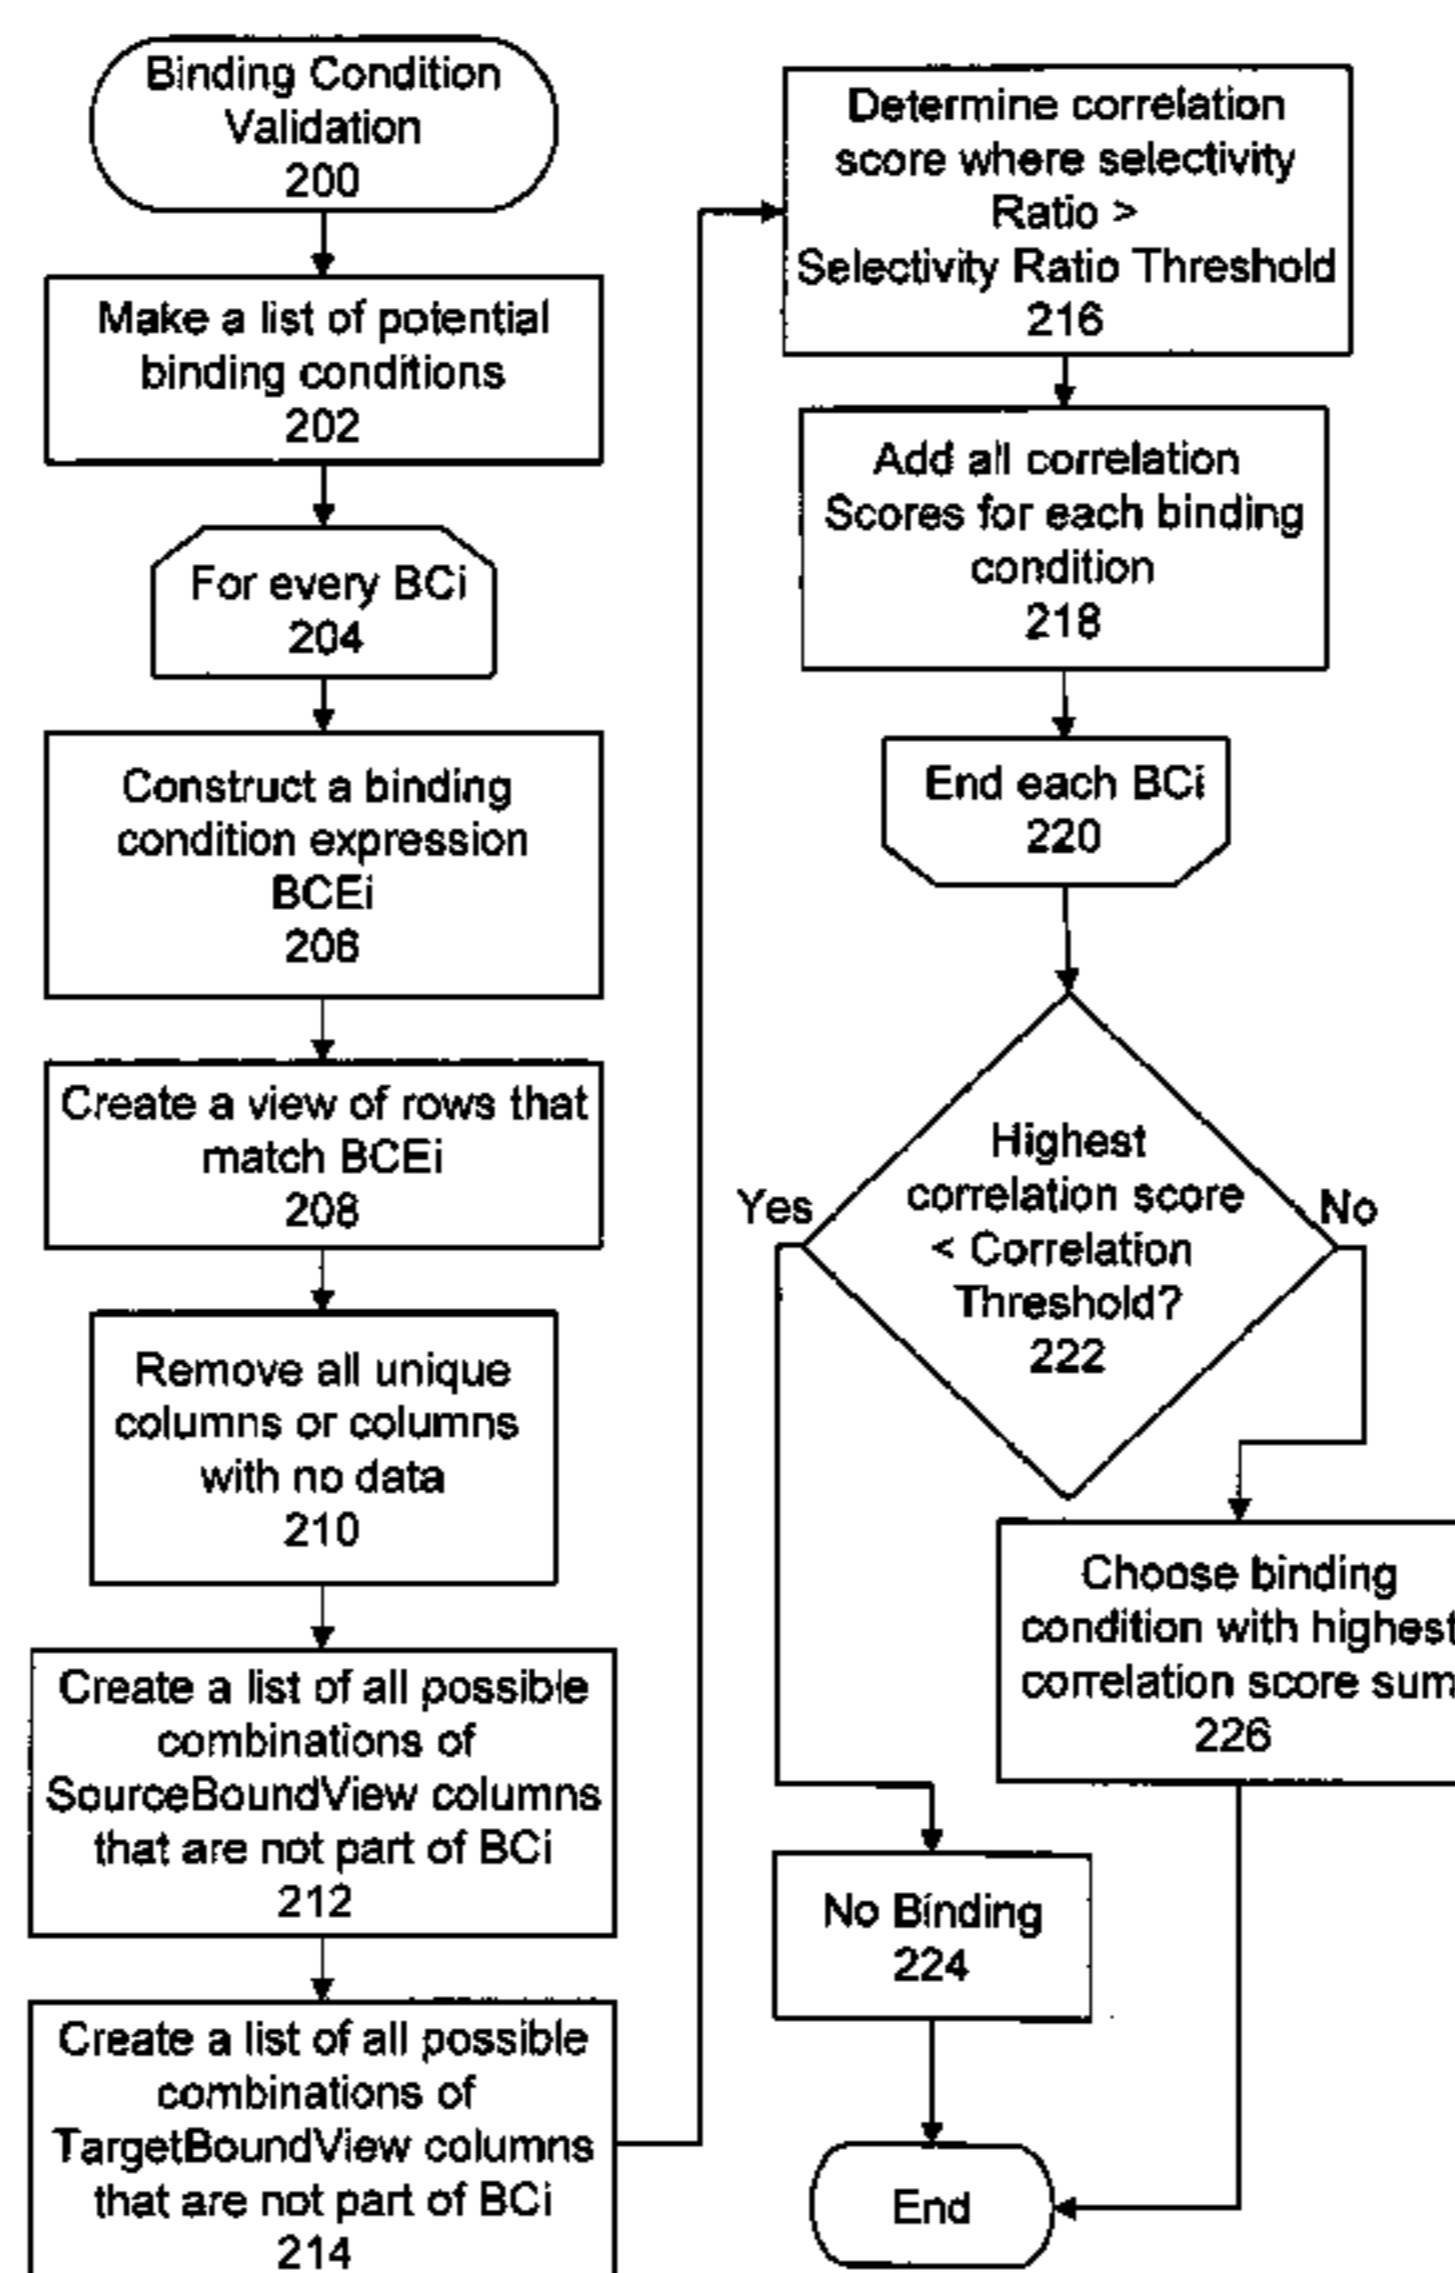 Binding Condition
Validation
200
Make a list of potential
binding conditions
202
For every BCi
204
Construct a binding
condition expression
BCEi
206
Create a view of rows that
match BCEi
208
Remove all unique
columns or columns
with no data
210
Create a list of all possible
combinations of
SourceBoundView columns
that are not part of BCi
212
Create a list of all possible
combinations of
TargetBoundView columns
that are not part of BCi
214
Determine correlation
score where selectivity
Ratio >
Selectivity Ratio Threshold
216
Add all correlation
Scores for each binding
condition
218
End each BCi
220
Highest
correlation score
< Correlation
Threshold?
222
Yes
No
Choose binding
condition with highest
correlation score sum
226
No Binding
224
End